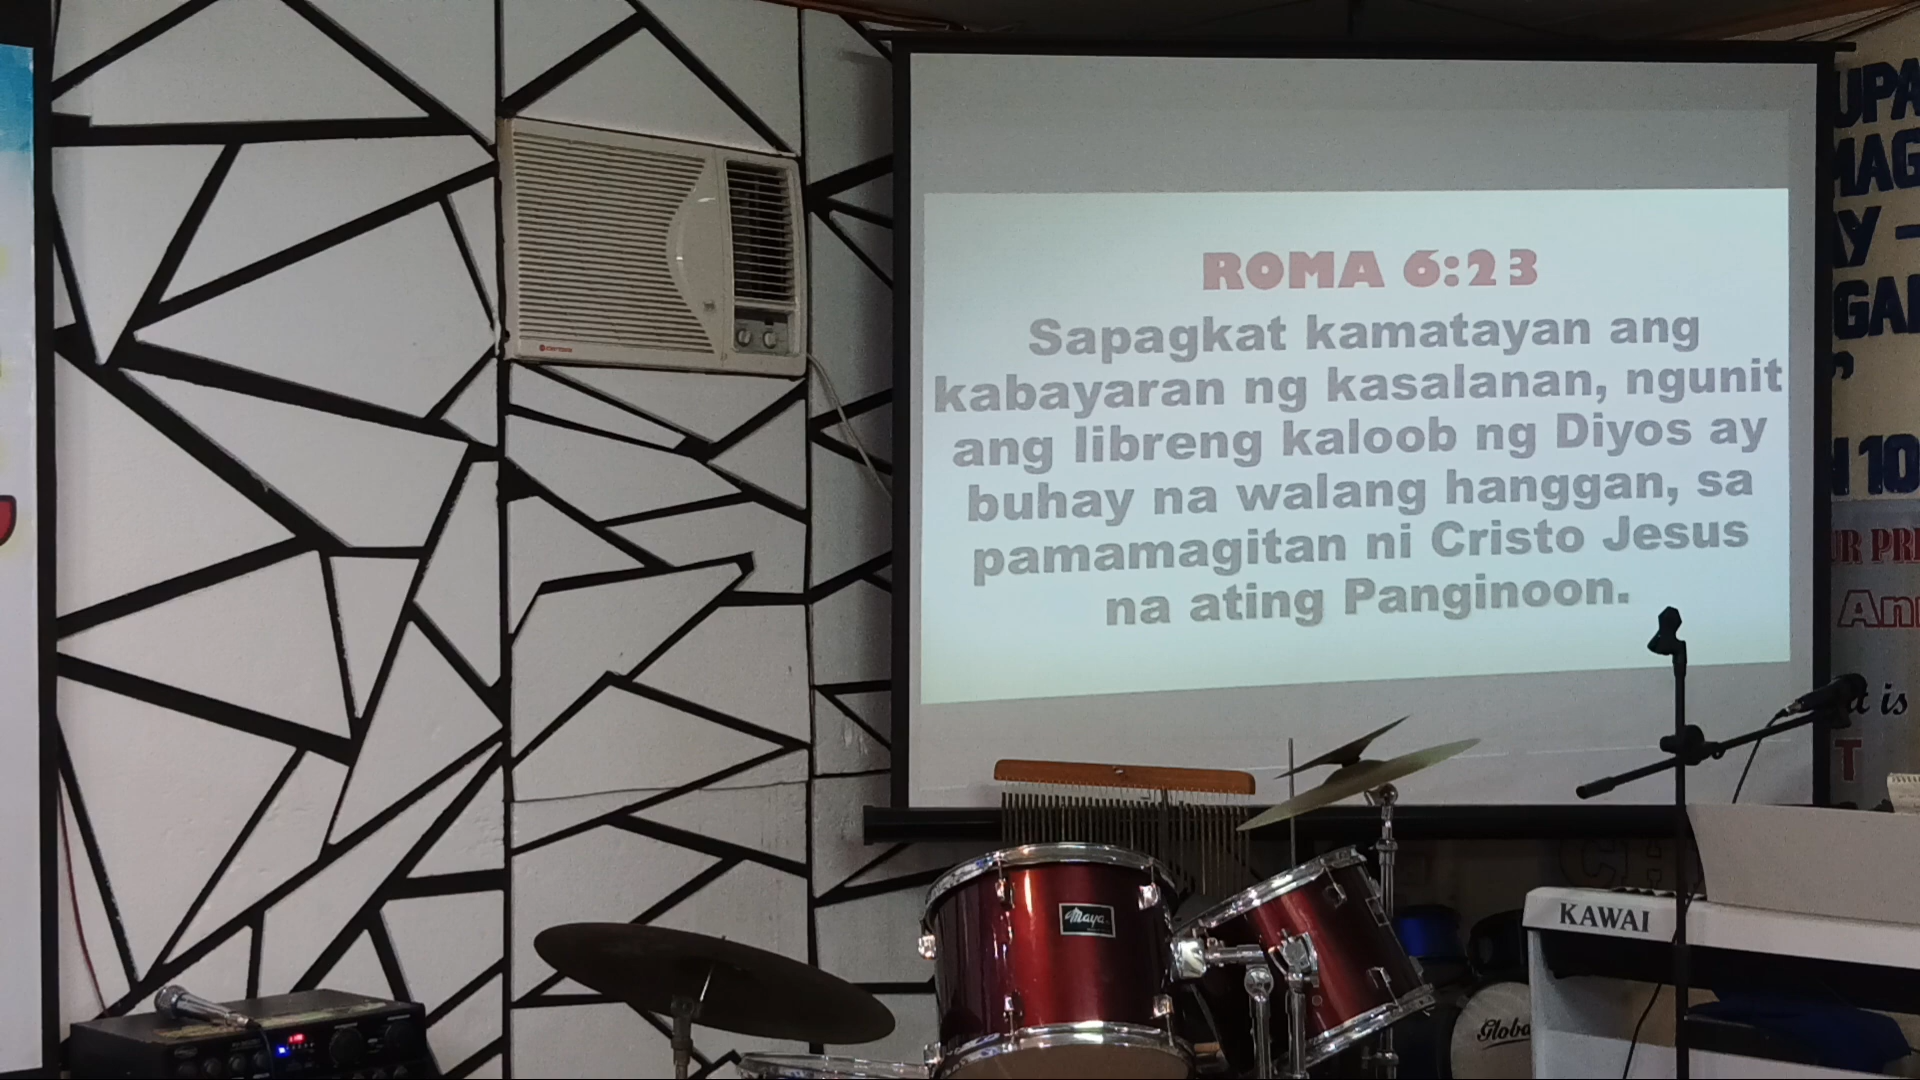 ROMA 6:23
Sapagkat kamatayan ang
kabayaran ng kasalanan, ngunit
ang libreng kaloob ng Diyos ay
buhay na walang hanggan, sa
pamamagitan ni Cristo Jesus
na ating Panginoon.
Maya
KAWAI
is
T